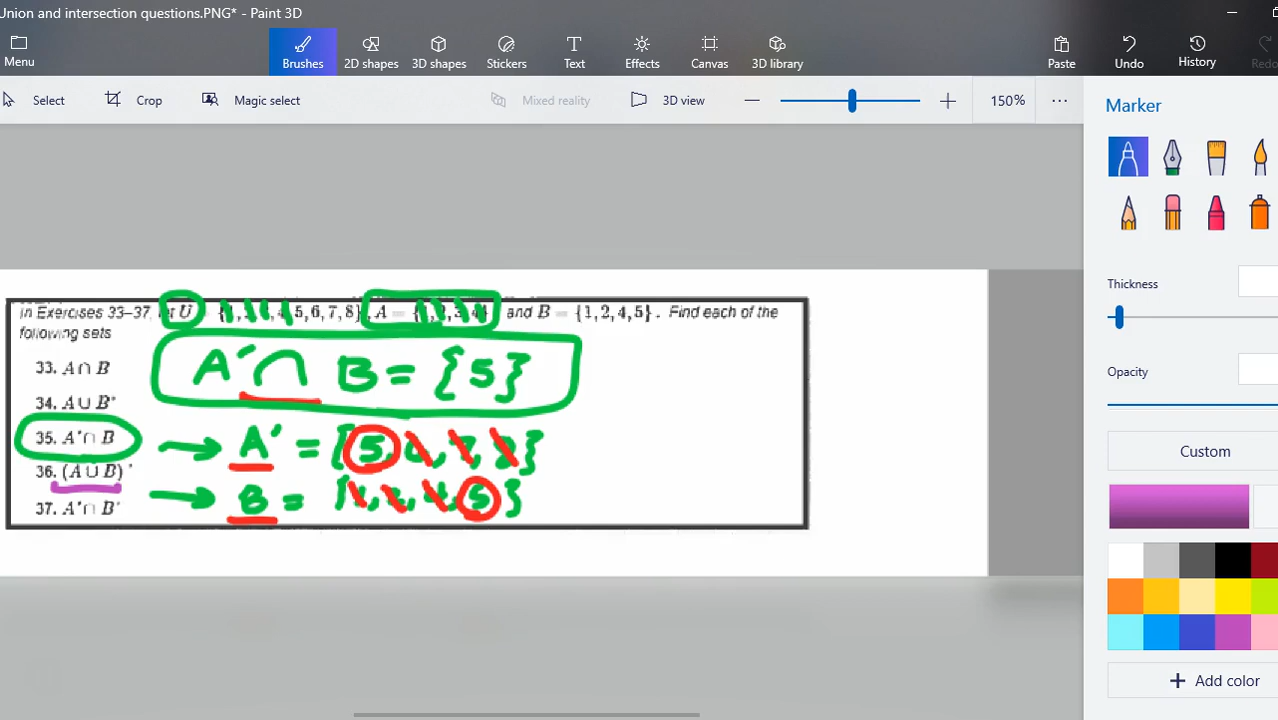 Union and intersection questions.PNG* - Paint 3D
Menu
Brushes
2D shapes
3D shapes
Stickers
Text
Effects
Canvas
3D library
Paste
Undo
History
Redo
Select
Crop
Magic select
Mixed reality
3D view
150%
Marker
Thickness
Opacity
Custom
Add color
In Exercises 33–37, let U = {1, , 4,5,6,7,8}, A = {1,2,3,4} and B = {1,2,4,5}. Find each of the
following sets
33. A ∩ B
34. A ∪ B'
35. A' ∩ B
36. (A ∪ B)'
37. A' ∩ B'
A' ∩ B = {5}
A' = {5, , 7, 8}
B = {1, 2, 4, 5}